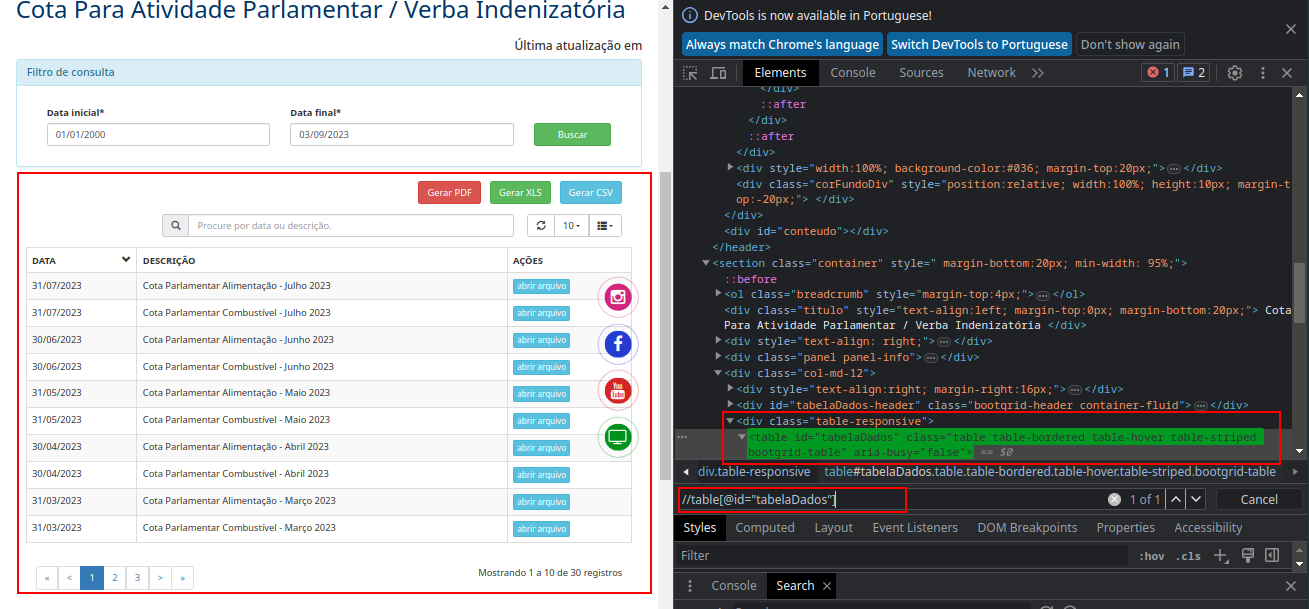 Cota Para Atividade Parlamentar / Verba Indenizatória
Última atualização em
Filtro de consulta
Data inicial*
Data final*
01/01/2000
03/09/2023
Buscar
Gerar PDF
Gerar XLS
Gerar CSV
Procure por data ou descrição.
10
DATA DESCRIÇÃO AÇÕES
31/07/2023 Cota Parlamentar Alimentação - Julho 2023 abrir arquivo
31/07/2023 Cota Parlamentar Combustível - Julho 2023 abrir arquivo
30/06/2023 Cota Parlamentar Alimentação - Junho 2023 abrir arquivo
30/06/2023 Cota Parlamentar Combustível - Junho 2023 abrir arquivo
31/05/2023 Cota Parlamentar Alimentação - Maio 2023 abrir arquivo
31/05/2023 Cota Parlamentar Combustível - Maio 2023 abrir arquivo
30/04/2023 Cota Parlamentar Alimentação - Abril 2023 abrir arquivo
30/04/2023 Cota Parlamentar Combustível - Abril 2023 abrir arquivo
31/03/2023 Cota Parlamentar Alimentação - Março 2023 abrir arquivo
31/03/2023 Cota Parlamentar Combustível - Março 2023 abrir arquivo
You
Tube
« < 1 2 3 > »
Mostrando 1 a 10 de 30 registros
DevTools is now available in Portuguese!
Always match Chrome's language
Switch DevTools to Portuguese
Don't show again
Elements Console Sources Network » 1 2
</div>
::after
</div>
::after
</div>
<div style="width:100%; background-color:#036; margin-top:20px;"> ⋯ </div>
<div class="corFundoDiv" style="position:relative; width:100%; height:10px; margin-t
op:-20px;"> </div>
</div>
<div id="conteudo"></div>
</header>
<section class="container" style=" margin-bottom:20px; min-width: 95%;">
::before
<ol class="breadcrumb" style="margin-top:4px;"> ⋯ </ol>
<div class="titulo" style="text-align:left; margin-top:0px; margin-bottom:20px;"> Cota
Para Atividade Parlamentar / Verba Indenizatória </div>
<div style="text-align: right;"> ⋯ </div>
<div class="panel panel-info"> ⋯ </div>
<div class="col-md-12">
<div style="text-align:right; margin-right:16px;"> ⋯ </div>
<div id="tabelaDados-header" class="bootgrid-header container-fluid"> ⋯ </div>
<div class="table-responsive">
<table id="tabelaDados" class="table table-bordered table-hover table-striped
bootgrid-table" aria-busy="false"> == $0
div.table-responsive table#tabelaDados.table.table-bordered.table-hover.table-striped.bootgrid-table
//table[@id="tabelaDados"]
1 of 1
Cancel
Styles Computed Layout Event Listeners DOM Breakpoints Properties Accessibility
Filter
:hov .cls
Console Search